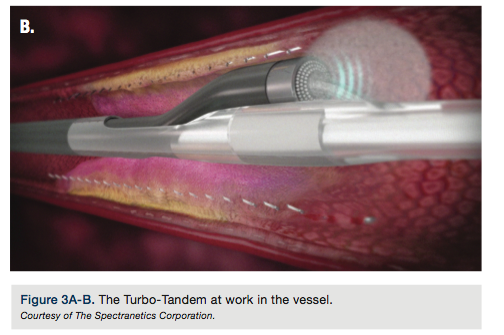 B.
Figure 3A-B. The Turbo-Tandem at work in the vessel.
Courtesy of The Spectranetics Corporation.